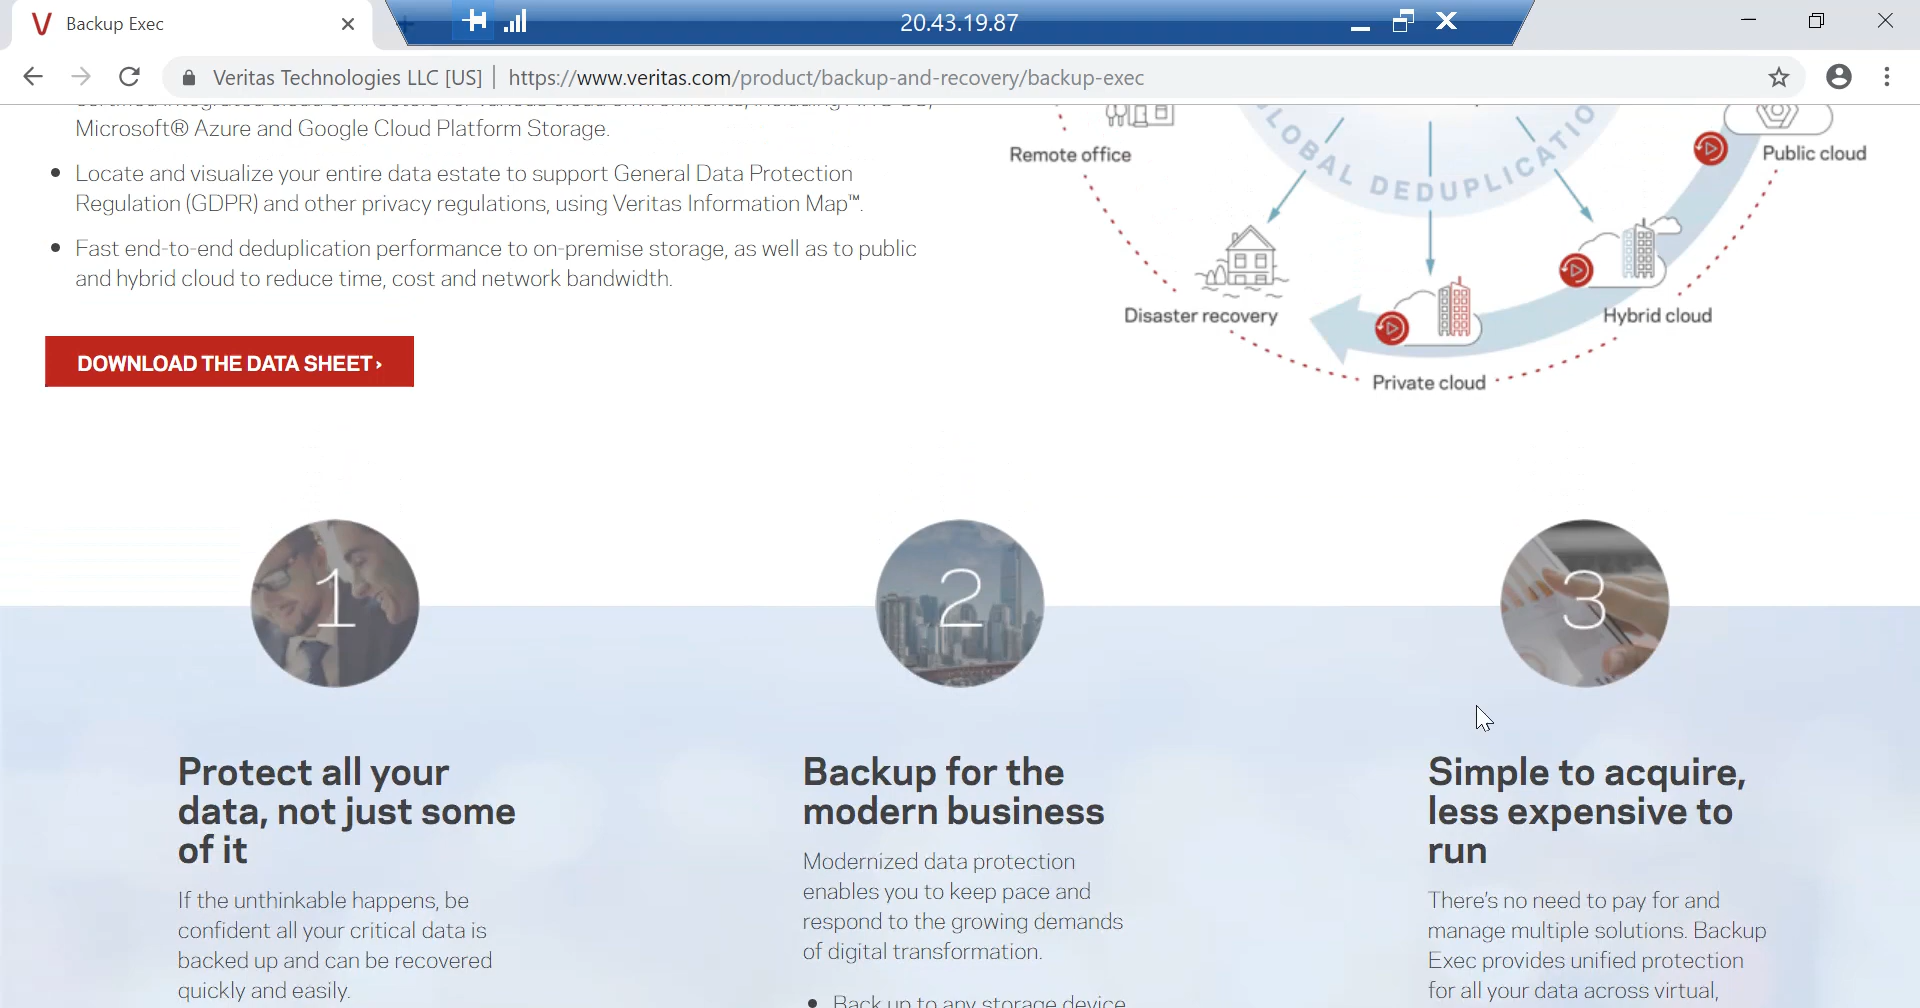 Backup Exec
20.43.19.87
Veritas Technologies LLC [US] | https://www.veritas.com/product/backup-and-recovery/backup-exec
Microsoft® Azure and Google Cloud Platform Storage.
• Locate and visualize your entire data estate to support General Data Protection
Regulation (GDPR) and other privacy regulations, using Veritas Information Map™.
• Fast end-to-end deduplication performance to on-premise storage, as well as to public
and hybrid cloud to reduce time, cost and network bandwidth.
DOWNLOAD THE DATA SHEET ›
GLOBAL DEDUPLICATIO
Remote office
Public cloud
Disaster recovery
Hybrid cloud
Private cloud
1
2
3
Protect all your
data, not just some
of it
If the unthinkable happens, be
confident all your critical data is
backed up and can be recovered
quickly and easily.
Backup for the
modern business
Modernized data protection
enables you to keep pace and
respond to the growing demands
of digital transformation.
• Back up to any storage device
Simple to acquire,
less expensive to
run
There's no need to pay for and
manage multiple solutions. Backup
Exec provides unified protection
for all your data across virtual,